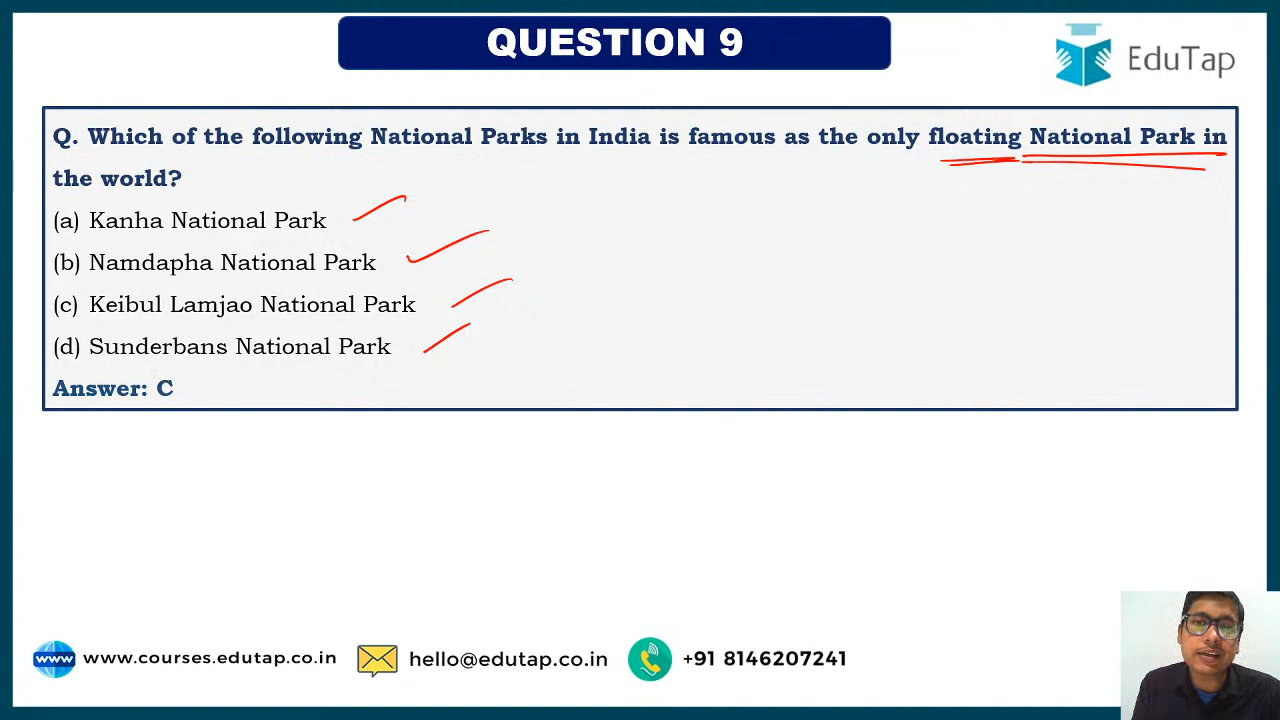 QUESTION 9
EduTap
Q. Which of the following National Parks in India is famous as the only floating National Park in
the world?
(a) Kanha National Park
(b) Namdapha National Park
(c) Keibul Lamjao National Park
(d) Sunderbans National Park
Answer: C
www www.courses.edutap.co.in hello@edutap.co.in +91 8146207241